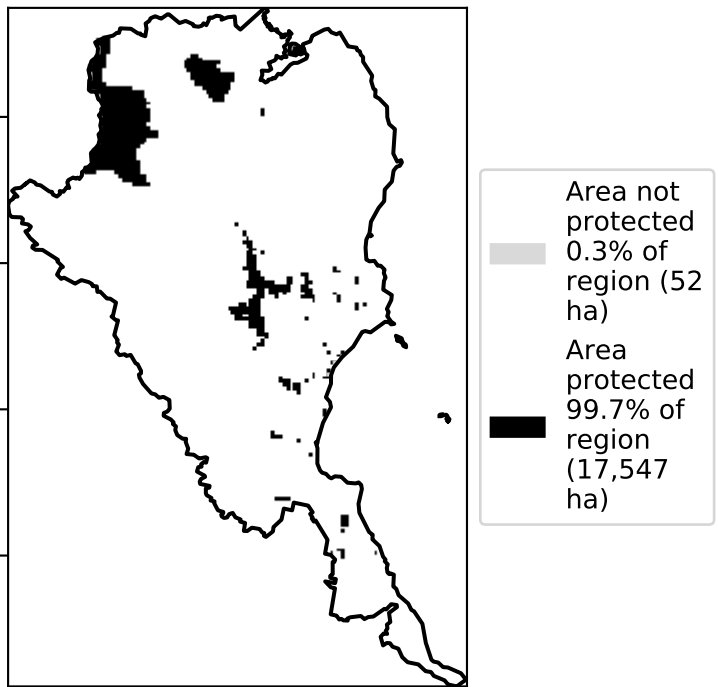 Area not
protected
0.3% of
region (52
ha)
Area
protected
99.7% of
region
(17,547
ha)